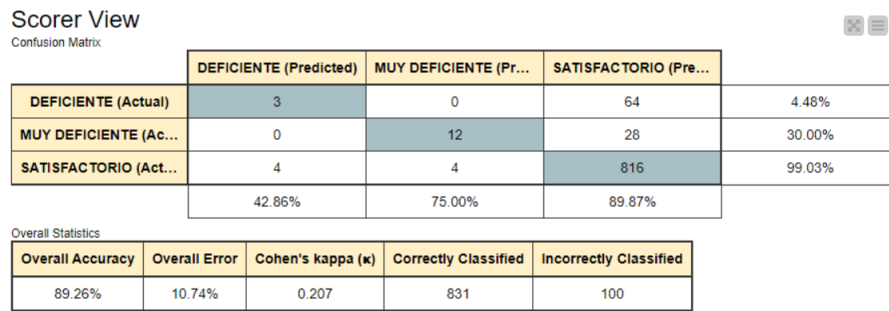 Scorer View
Confusion Matrix
DEFICIENTE (Predicted) MUY DEFICIENTE (Pr... SATISFACTORIO (Pre...
DEFICIENTE (Actual) 3 0 64 4.48%
MUY DEFICIENTE (Ac... 0 12 28 30.00%
SATISFACTORIO (Act... 4 4 816 99.03%
42.86% 75.00% 89.87%
Overall Statistics
Overall Accuracy Overall Error Cohen's kappa (κ) Correctly Classified Incorrectly Classified
89.26% 10.74% 0.207 831 100